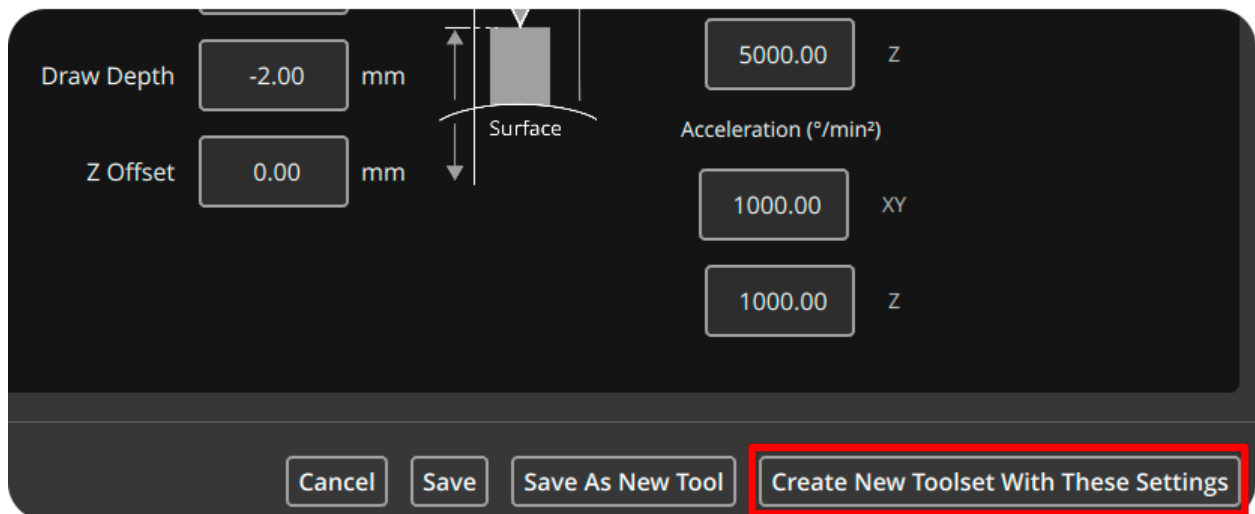 Draw Depth -2.00 mm
Z Offset 0.00 mm
Surface
5000.00 Z
Acceleration (°/min²)
1000.00 XY
1000.00 Z
Cancel Save Save As New Tool Create New Toolset With These Settings